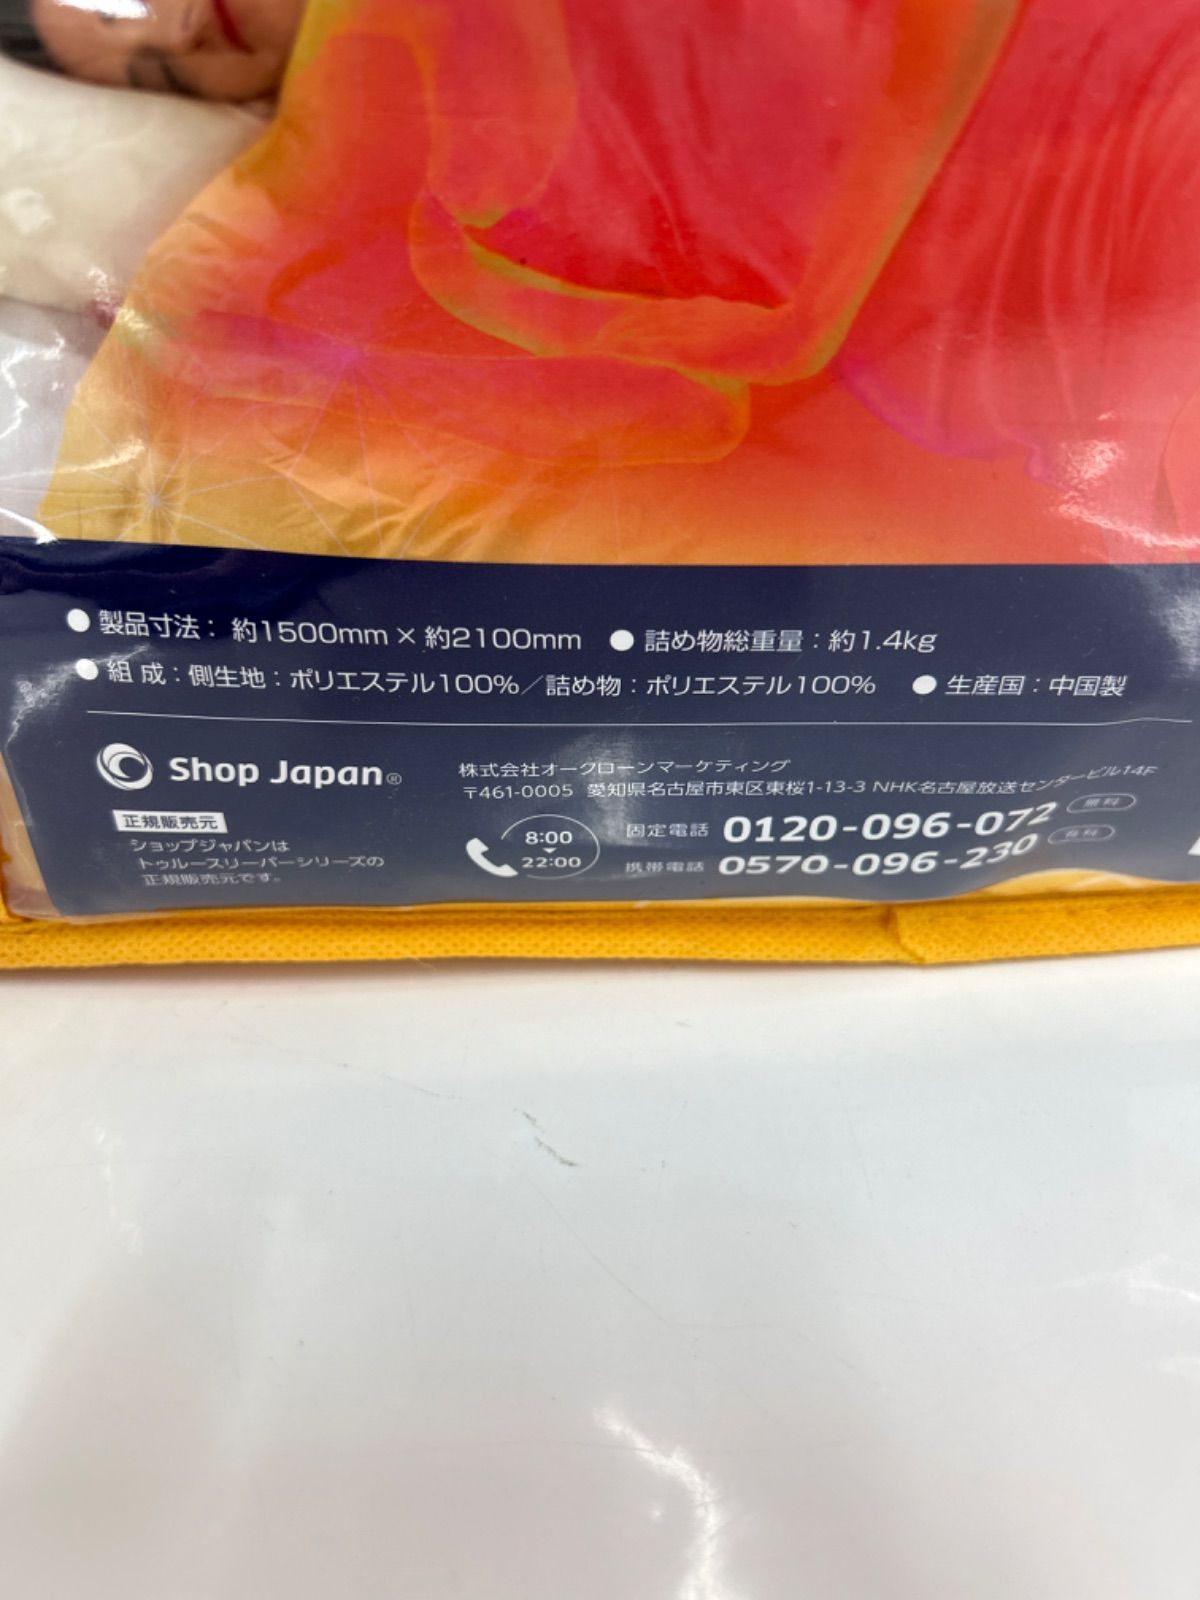 ●製品寸法：約1500mm×約2100mm ●詰め物総重量：約1.4kg
●組成：側生地：ポリエステル100%／詰め物：ポリエステル100% ●生産国：中国製
Shop Japan®
株式会社オークローンマーケティング
〒461-0005 愛知県名古屋市東区東桜1-13-3 NHK名古屋放送センタービル14F
正規販売元
ショップジャパンは
トゥルースリーパーシリーズの
正規販売元です。
8:00
22:00
固定電話 0120-096-072 無料
携帯電話 0570-096-230 有料